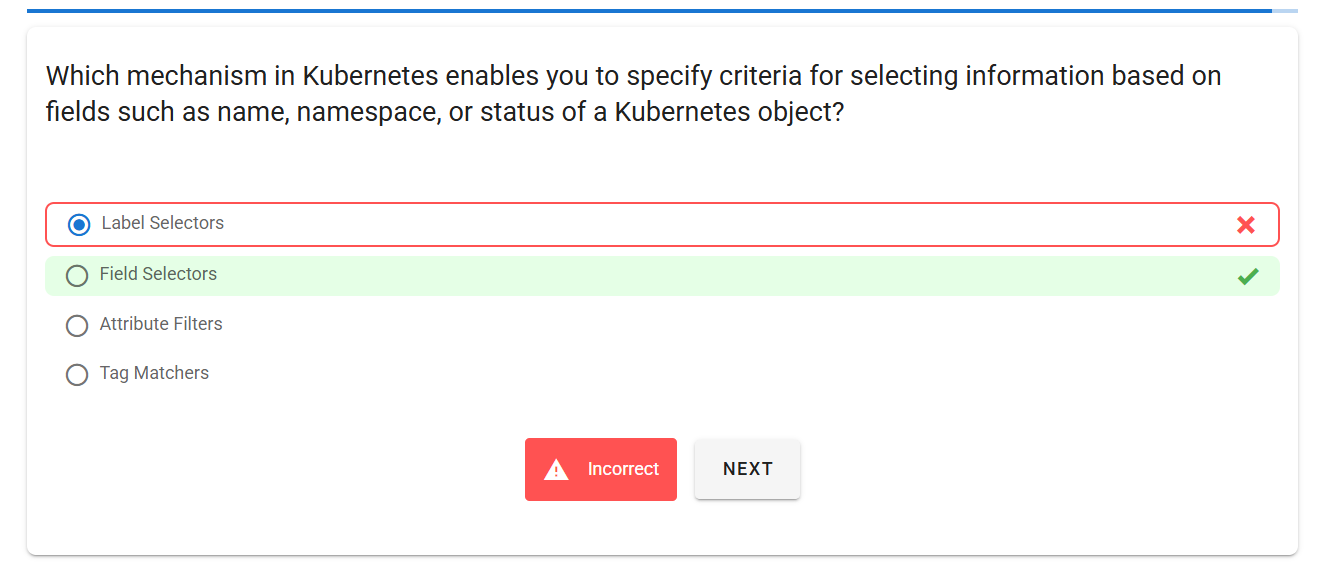 Which mechanism in Kubernetes enables you to specify criteria for selecting information based on
fields such as name, namespace, or status of a Kubernetes object?
Label Selectors
Field Selectors
Attribute Filters
Tag Matchers
Incorrect
NEXT